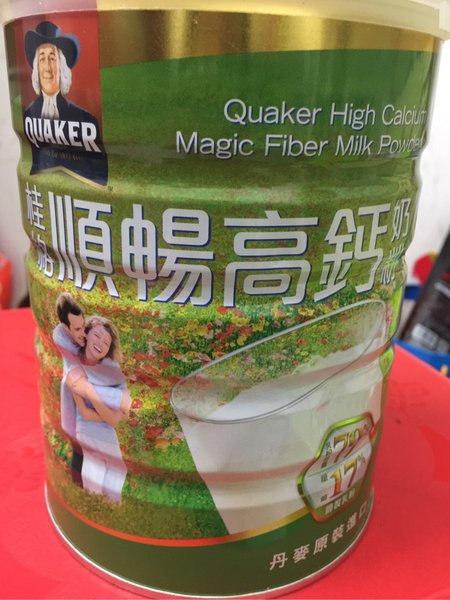 QUAKER
Quaker High Calcium
Magic Fiber Milk Powder
桂格
順暢高鈣
奶粉
丹麥原裝進口